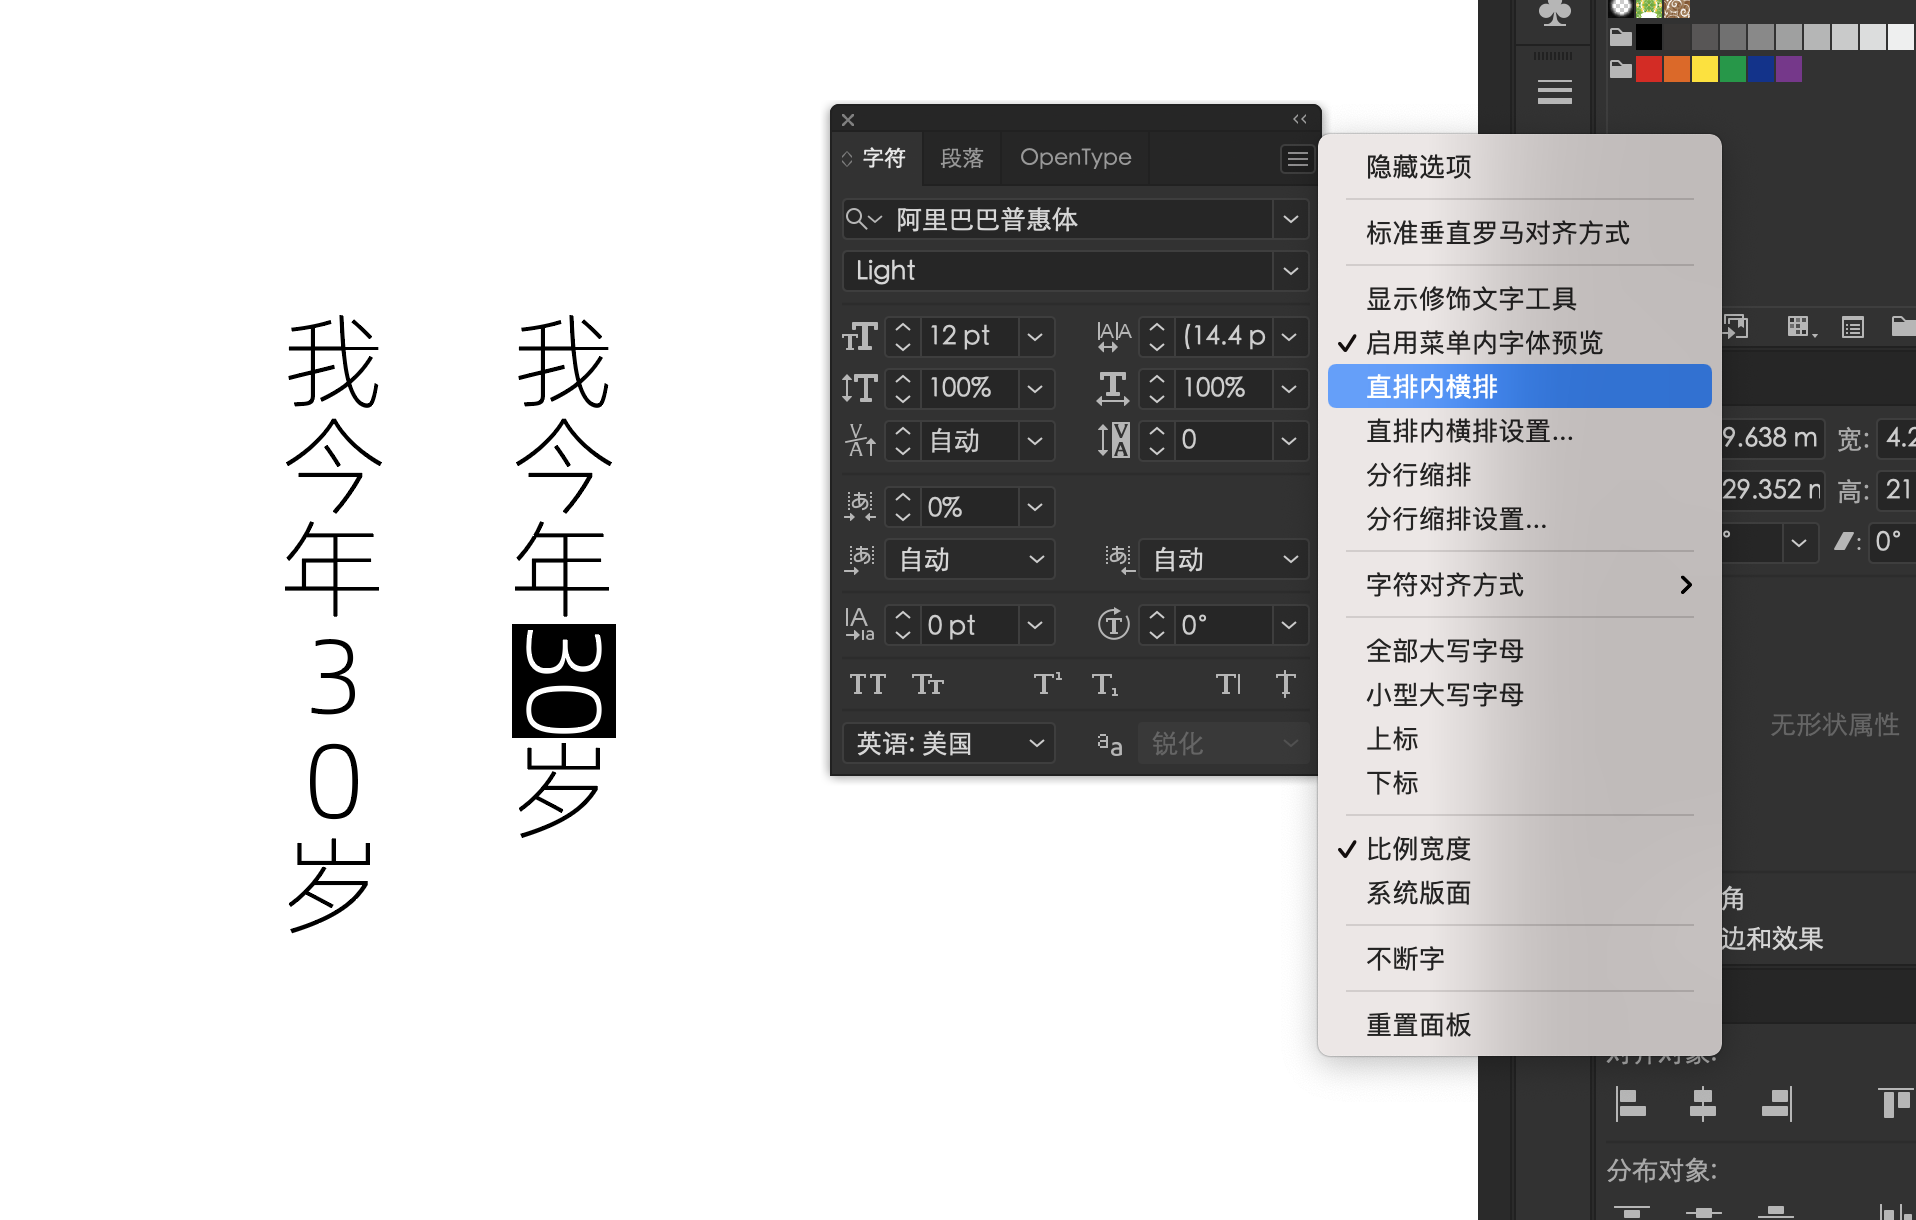 我今年30岁
我今年30岁
字符
段落
OpenType
阿里巴巴普惠体
Light
12 pt
(14.4 p
100%
100%
自动
0
0%
自动
自动
0 pt
0°
英语: 美国
锐化
隐藏选项
标准垂直罗马对齐方式
显示修饰文字工具
启用菜单内字体预览
直排内横排
直排内横排设置...
分行缩排
分行缩排设置...
字符对齐方式
全部大写字母
小型大写字母
上标
下标
比例宽度
系统版面
不断字
重置面板
9.638 m
宽:
4.2
29.352 
高:
21
°
0°
无形状属性
角
边和效果
对齐对象:
分布对象: